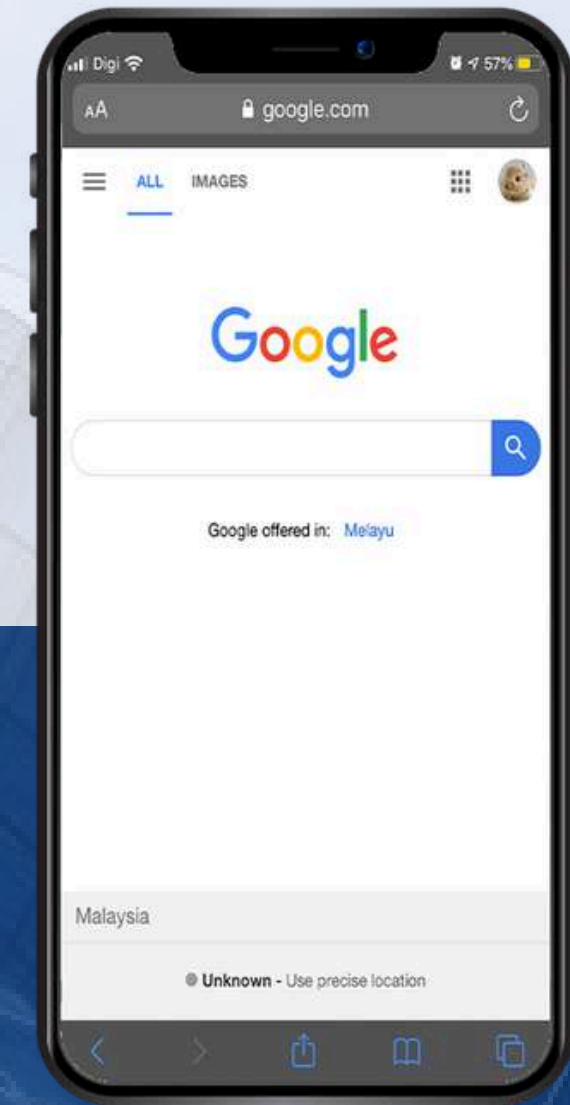 Digi 57%
AA google.com
ALL IMAGES
Google
Google offered in: Melayu
Malaysia
Unknown - Use precise location